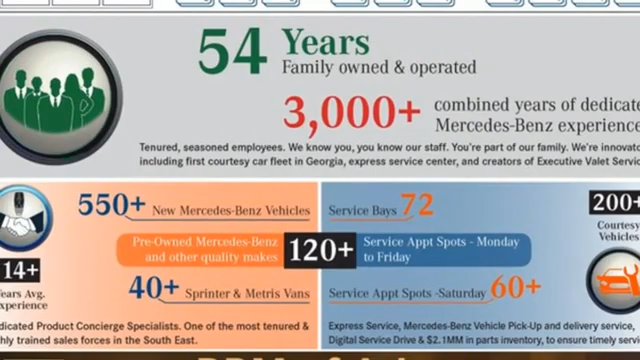 54 Years
Family owned & operated
3,000+ combined years of dedicate
Mercedes-Benz experience
Tenured, seasoned employees. We know you, you know our staff. You're part of our family. We're innovato
including first courtesy car fleet in Georgia, express service center, and creators of Executive Valet Servic
550+ New Mercedes-Benz Vehicles
Pre-Owned Mercedes-Benz
and other quality makes
120+
40+ Sprinter & Metris Vans
14+
Years Avg.
xperience
dicated Product Concierge Specialists. One of the most tenured &
hly trained sales forces in the South East.
Service Bays 72
Service Appt Spots - Monday
to Friday
Service Appt Spots -Saturday 60+
200+
Courtesy
Vehicles
Express Service, Mercedes-Benz Vehicle Pick-Up and delivery service,
Digital Service Drive & $2.1MM in parts inventory, to ensure timely serv